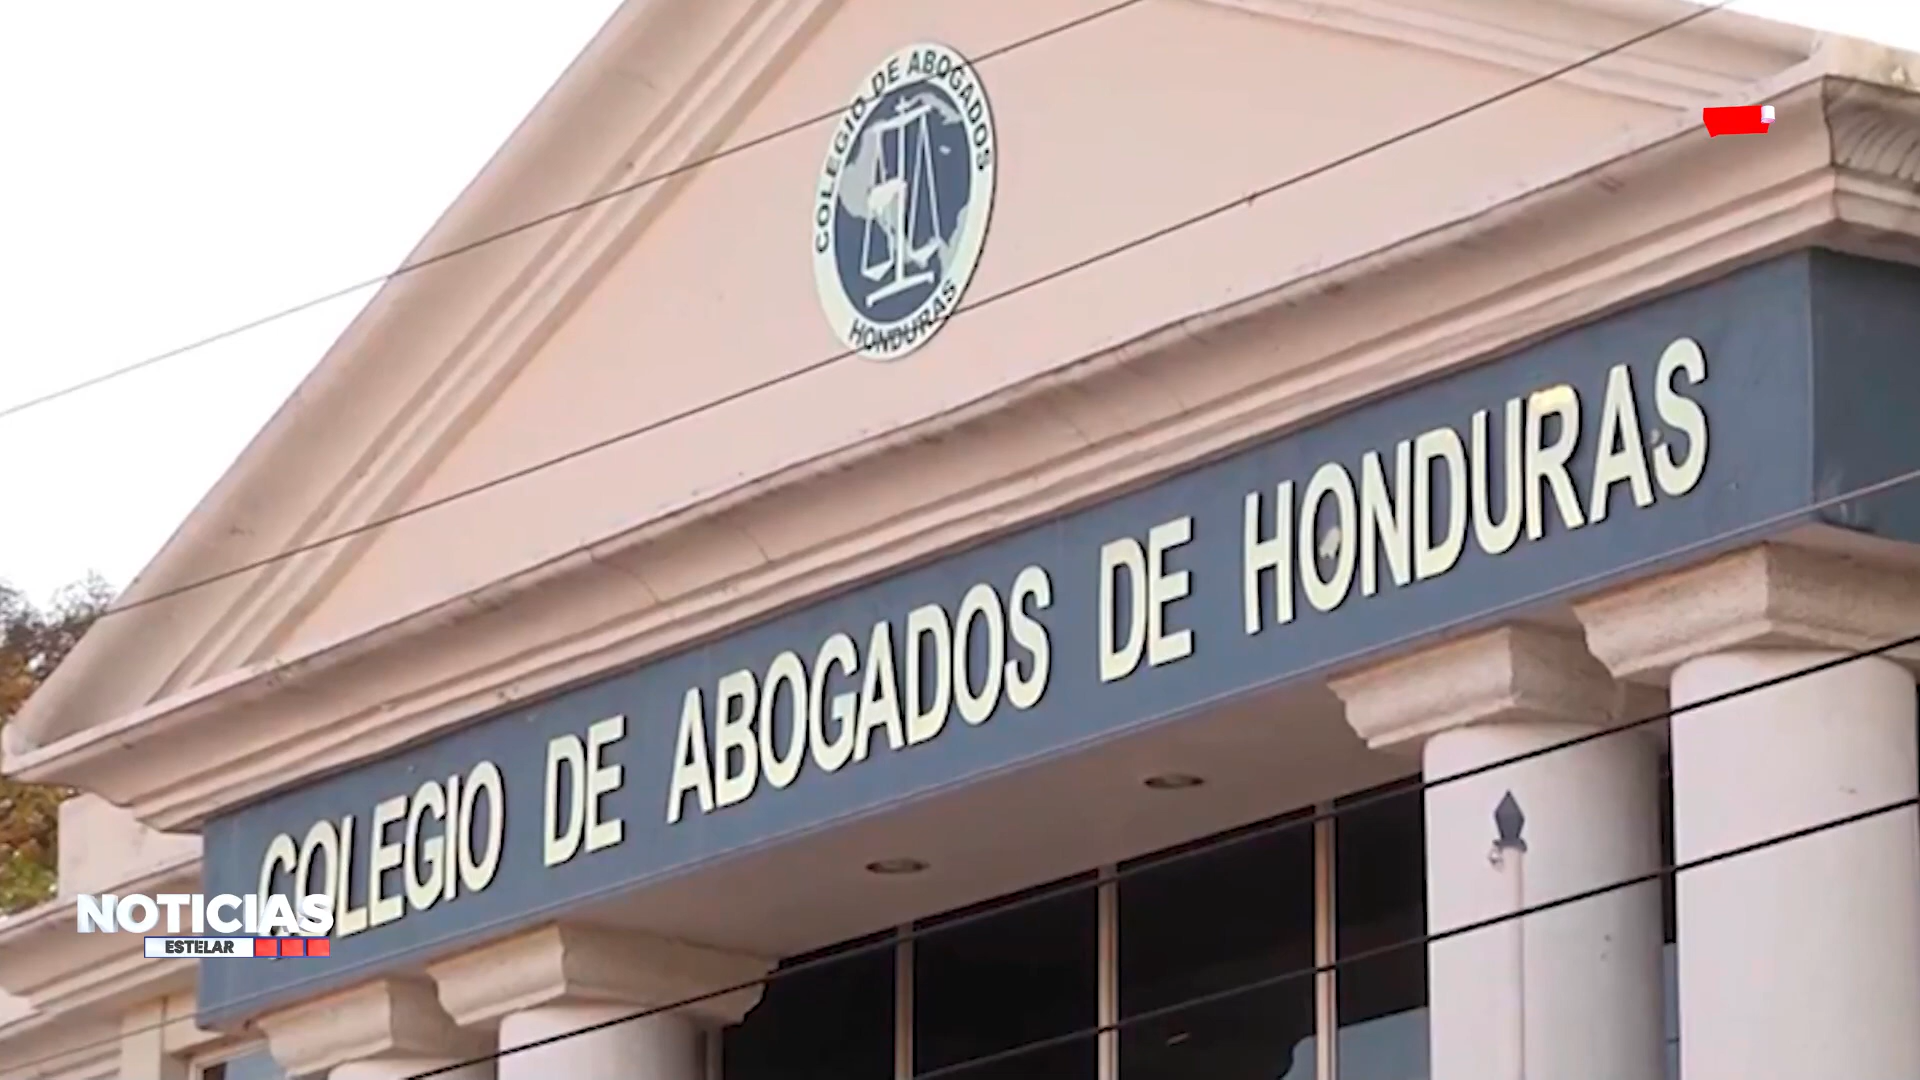 COLEGIO DE ABOGADOS
HONDURAS
COLEGIO DE ABOGADOS DE HONDURAS
NOTICIAS
ESTELAR